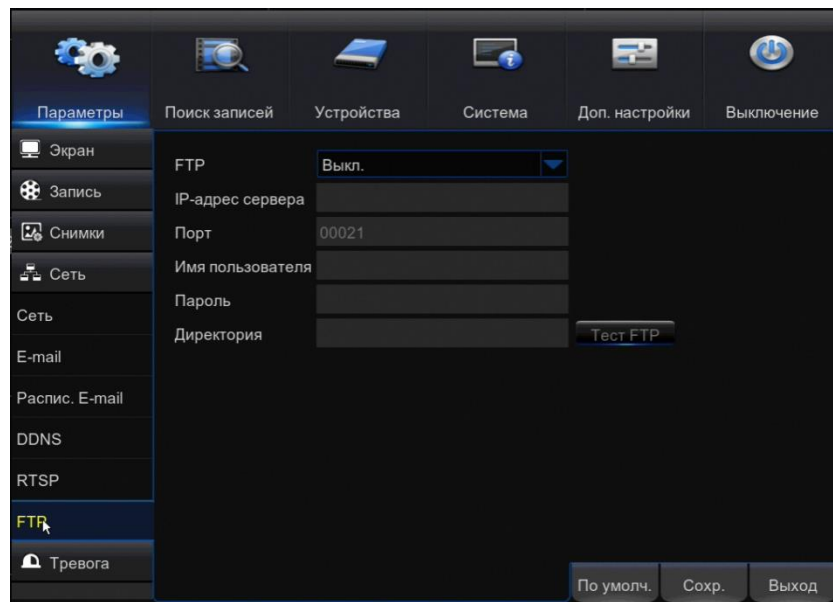 Параметры
Поиск записей
Устройства
Система
Доп. настройки
Выключение
Экран
Запись
Снимки
Сеть
Сеть
E-mail
Распис. E-mail
DDNS
RTSP
FTP
Тревога
FTP Выкл.
IP-адрес сервера
Порт 00021
Имя пользователя
Пароль
Директория Тест FTP
По умолч. Сохр. Выход